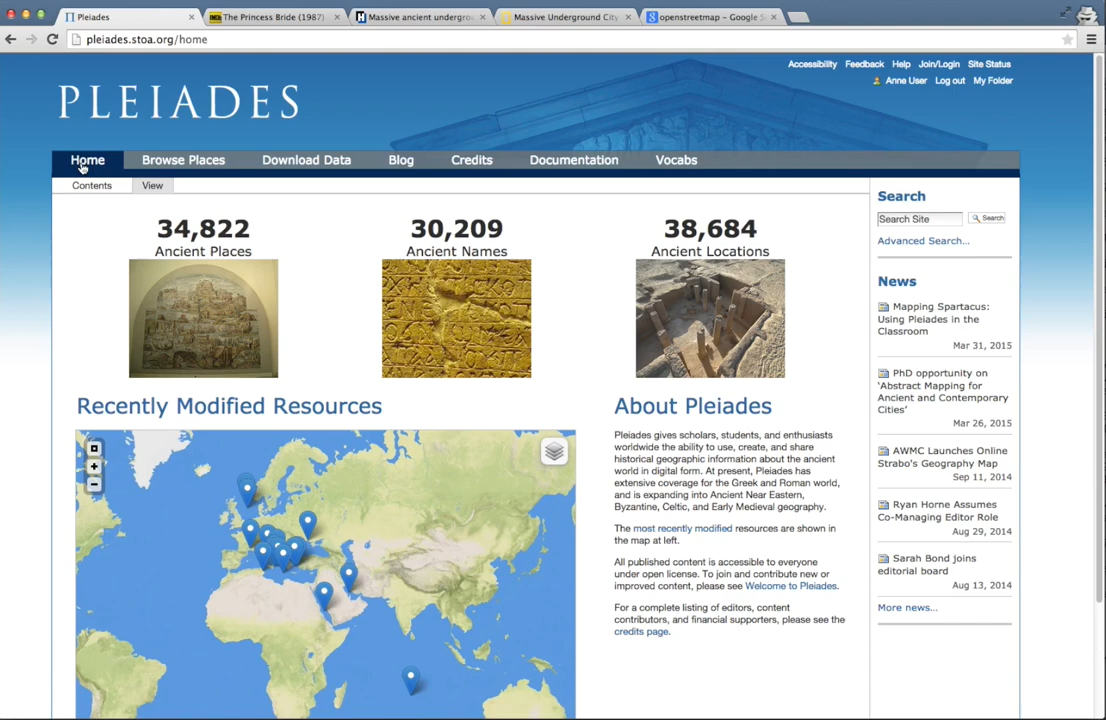 Pleiades
The Princess Bride (1987)
Massive ancient undergrou
Massive Underground City
openstreetmap - Google S
pleiades.stoa.org/home
Accessibility Feedback Help Join/Login Site Status
Anne User Log out My Folder
PLEIADES
Home Browse Places Download Data Blog Credits Documentation Vocabs
Contents View
34,822
Ancient Places
30,209
Ancient Names
38,684
Ancient Locations
Recently Modified Resources
About Pleiades
Pleiades gives scholars, students, and enthusiasts
worldwide the ability to use, create, and share
historical geographic information about the ancient
world in digital form. At present, Pleiades has
extensive coverage for the Greek and Roman world,
and is expanding into Ancient Near Eastern,
Byzantine, Celtic, and Early Medieval geography.
The most recently modified resources are shown in
the map at left.
All published content is accessible to everyone
under open license. To join and contribute new or
improved content, please see Welcome to Pleiades.
For a complete listing of editors, content
contributors, and financial supporters, please see the
credits page.
Search
Search Site Search
Advanced Search...
News
Mapping Spartacus:
Using Pleiades in the
Classroom
Mar 31, 2015
PhD opportunity on
‘Abstract Mapping for
Ancient and Contemporary
Cities’
Mar 26, 2015
AWMC Launches Online
Strabo's Geography Map
Sep 11, 2014
Ryan Horne Assumes
Co-Managing Editor Role
Aug 29, 2014
Sarah Bond joins
editorial board
Aug 13, 2014
More news...